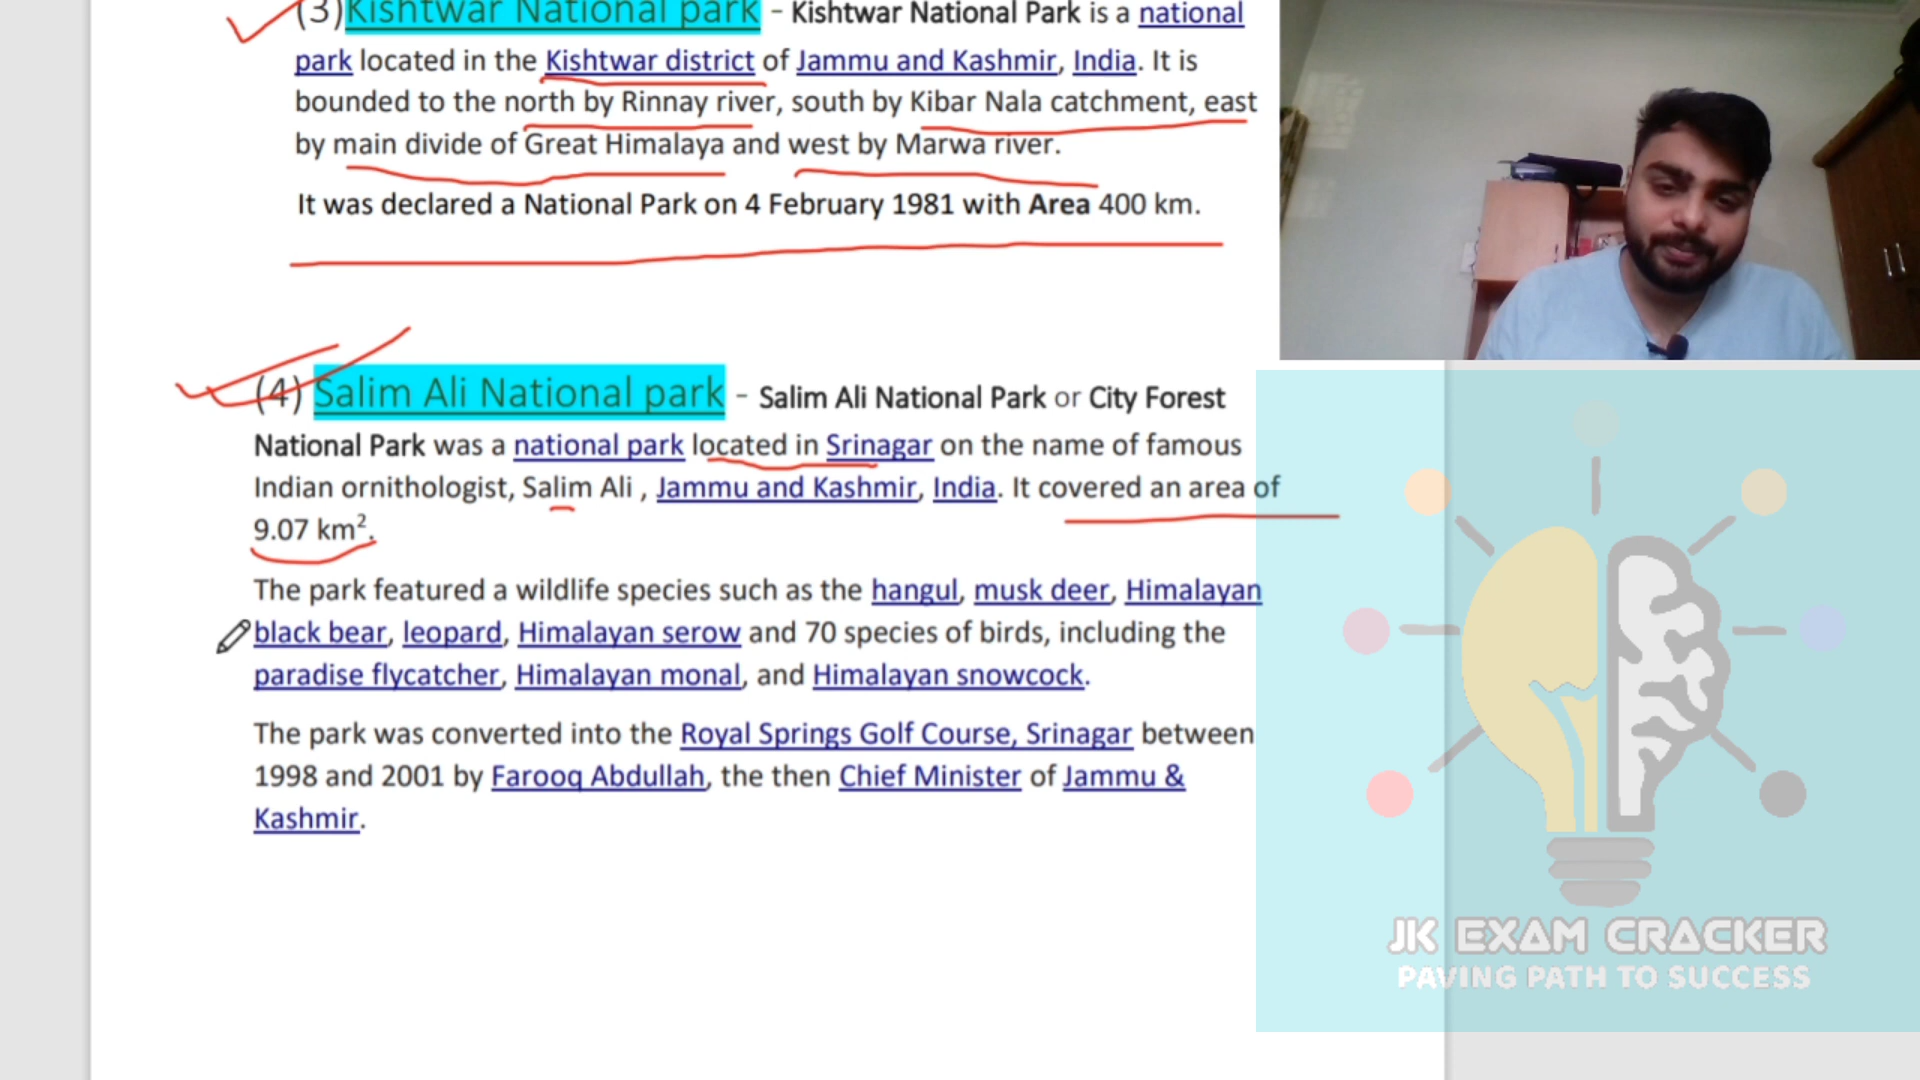 (3)Kishtwar National park - Kishtwar National Park is a national
park located in the Kishtwar district of Jammu and Kashmir, India. It is
bounded to the north by Rinnay river, south by Kibar Nala catchment, east
by main divide of Great Himalaya and west by Marwa river.
It was declared a National Park on 4 February 1981 with Area 400 km.
(4) Salim Ali National park - Salim Ali National Park or City Forest
National Park was a national park located in Srinagar on the name of famous
Indian ornithologist, Salim Ali , Jammu and Kashmir, India. It covered an area of
9.07 km².
The park featured a wildlife species such as the hangul, musk deer, Himalayan
black bear, leopard, Himalayan serow and 70 species of birds, including the
paradise flycatcher, Himalayan monal, and Himalayan snowcock.
The park was converted into the Royal Springs Golf Course, Srinagar between
1998 and 2001 by Farooq Abdullah, the then Chief Minister of Jammu &
Kashmir.
JK EXAM CRACKER
PAVING PATH TO SUCCESS